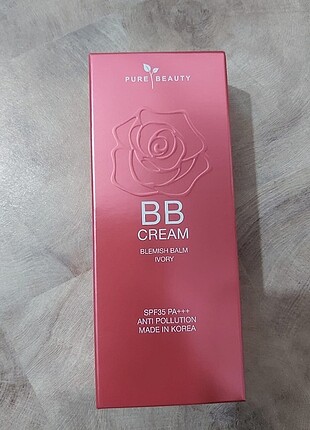 PURE BEAUTY
BB
CREAM
BLEMISH BALM
IVORY
SPF35 PA+++
ANTI POLLUTION
MADE IN KOREA